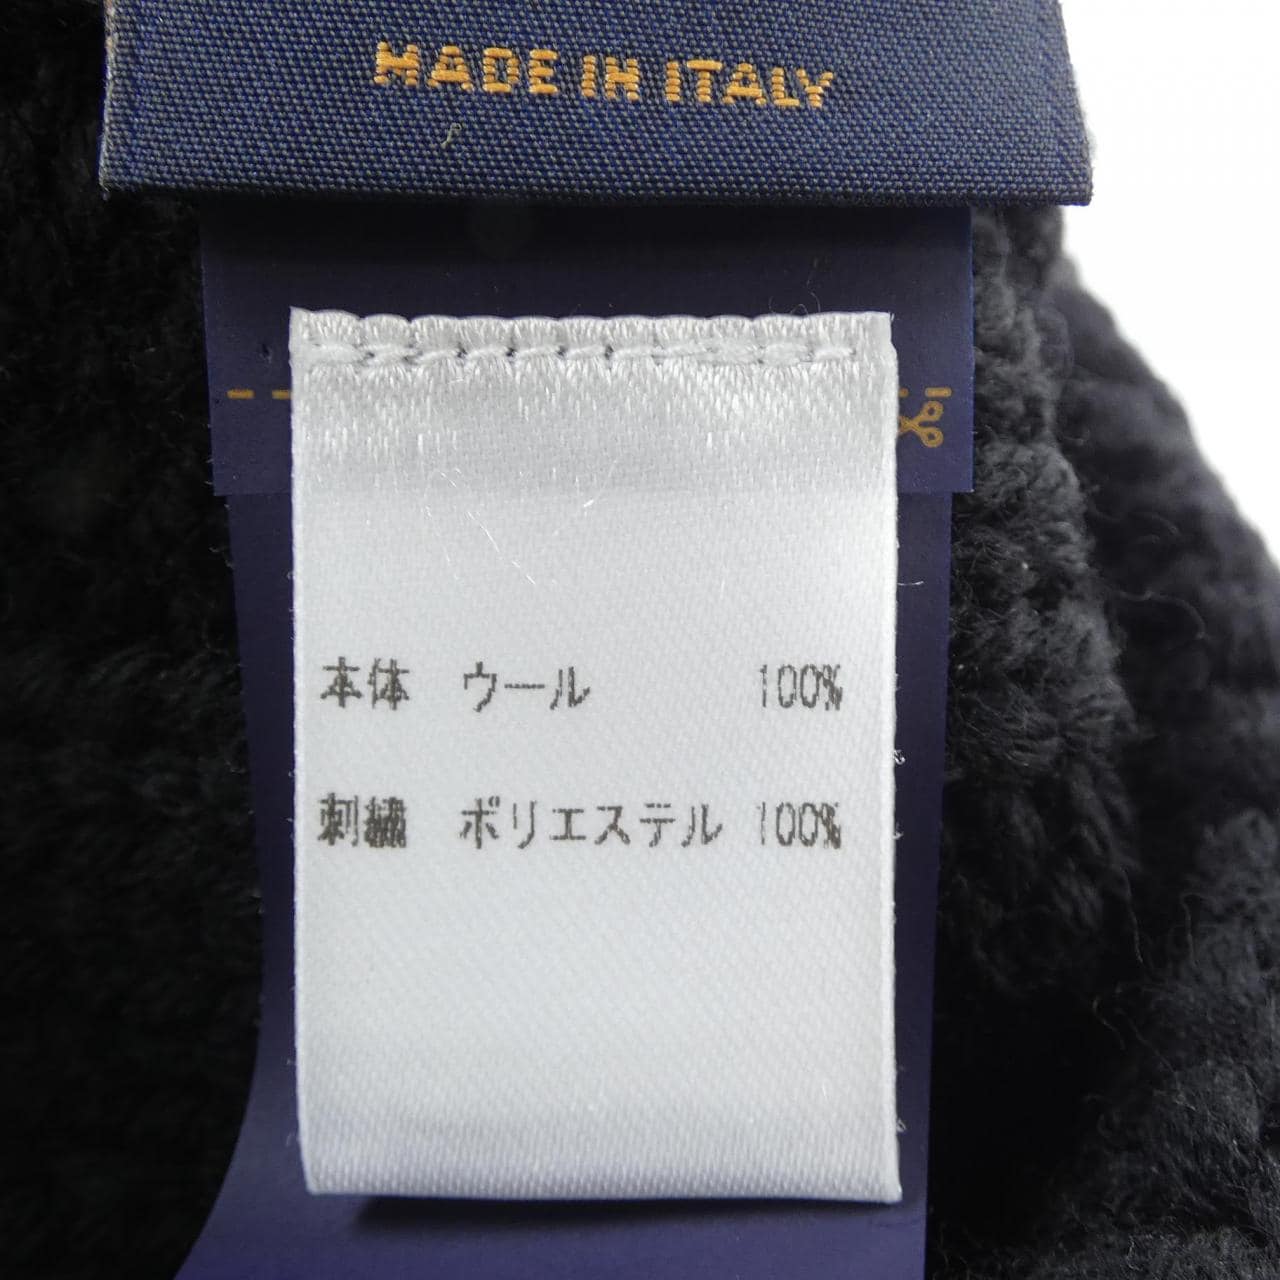 MADE IN ITALY
本体 ウール 100%
刺繍 ポリエステル 100%